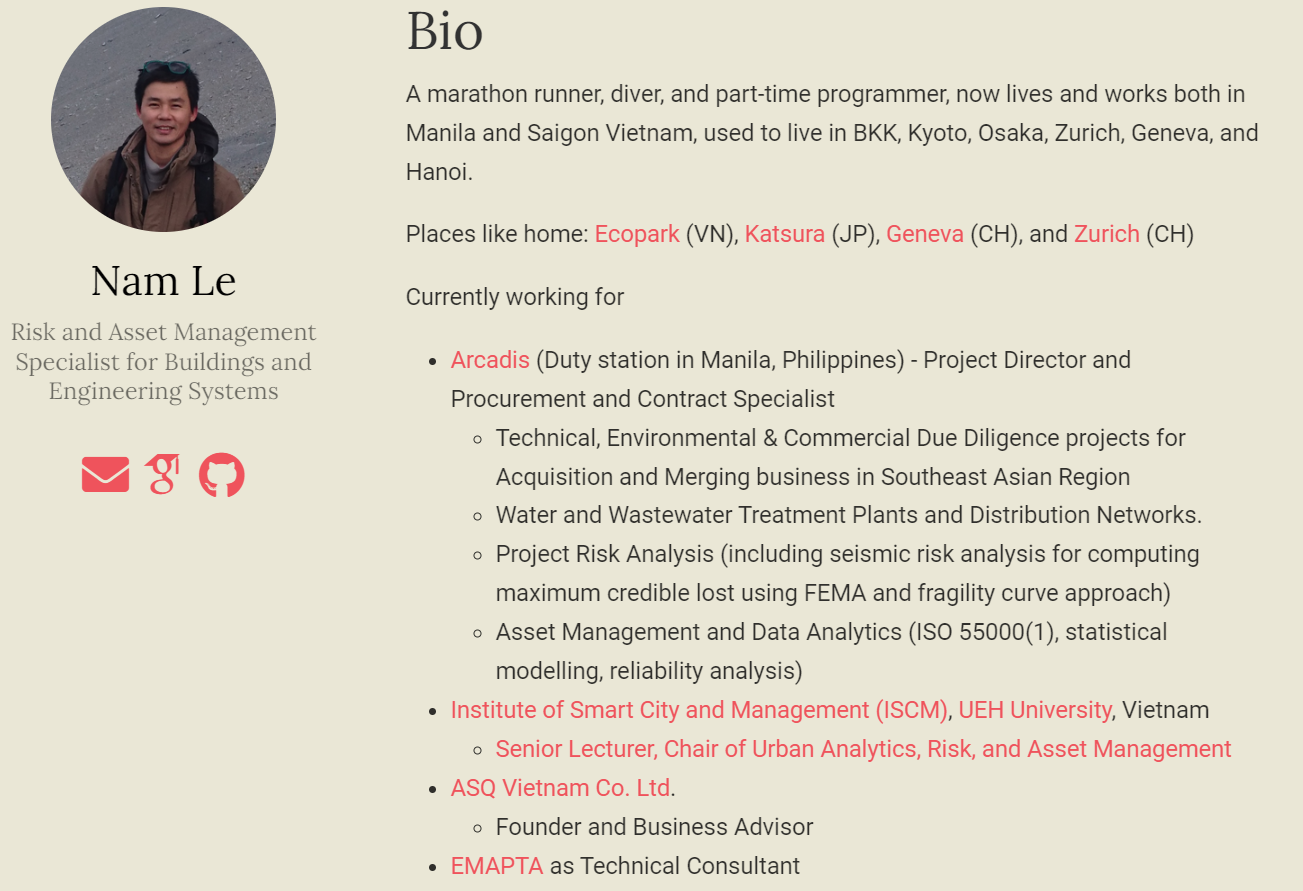 Nam Le
Risk and Asset Management
Specialist for Buildings and
Engineering Systems
Bio
A marathon runner, diver, and part-time programmer, now lives and works both in
Manila and Saigon Vietnam, used to live in BKK, Kyoto, Osaka, Zurich, Geneva, and
Hanoi.
Places like home: Ecopark (VN), Katsura (JP), Geneva (CH), and Zurich (CH)
Currently working for
• Arcadis (Duty station in Manila, Philippines) - Project Director and
Procurement and Contract Specialist
◦ Technical, Environmental & Commercial Due Diligence projects for
Acquisition and Merging business in Southeast Asian Region
◦ Water and Wastewater Treatment Plants and Distribution Networks.
◦ Project Risk Analysis (including seismic risk analysis for computing
maximum credible lost using FEMA and fragility curve approach)
◦ Asset Management and Data Analytics (ISO 55000(1), statistical
modelling, reliability analysis)
• Institute of Smart City and Management (ISCM), UEH University, Vietnam
◦ Senior Lecturer, Chair of Urban Analytics, Risk, and Asset Management
• ASQ Vietnam Co. Ltd.
◦ Founder and Business Advisor
• EMAPTA as Technical Consultant